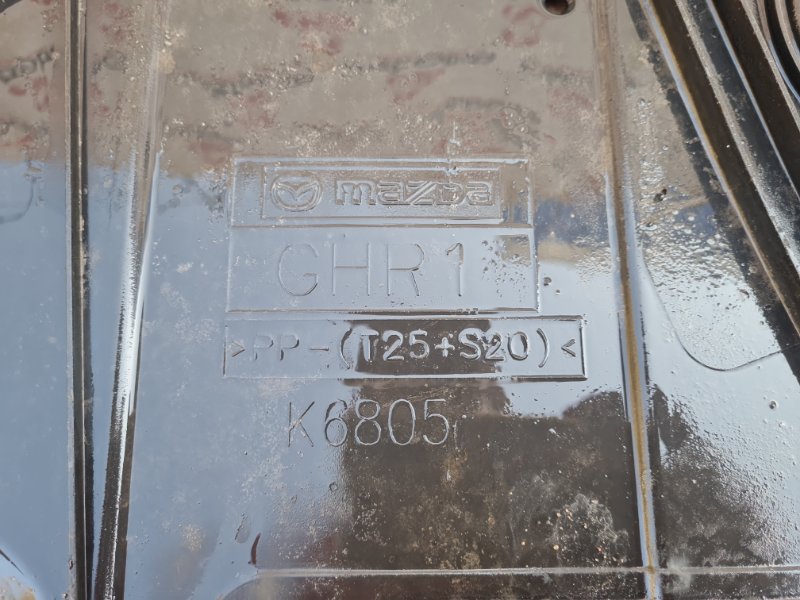 mazda
GHR1
>PP-(T25+S20)<
K6805